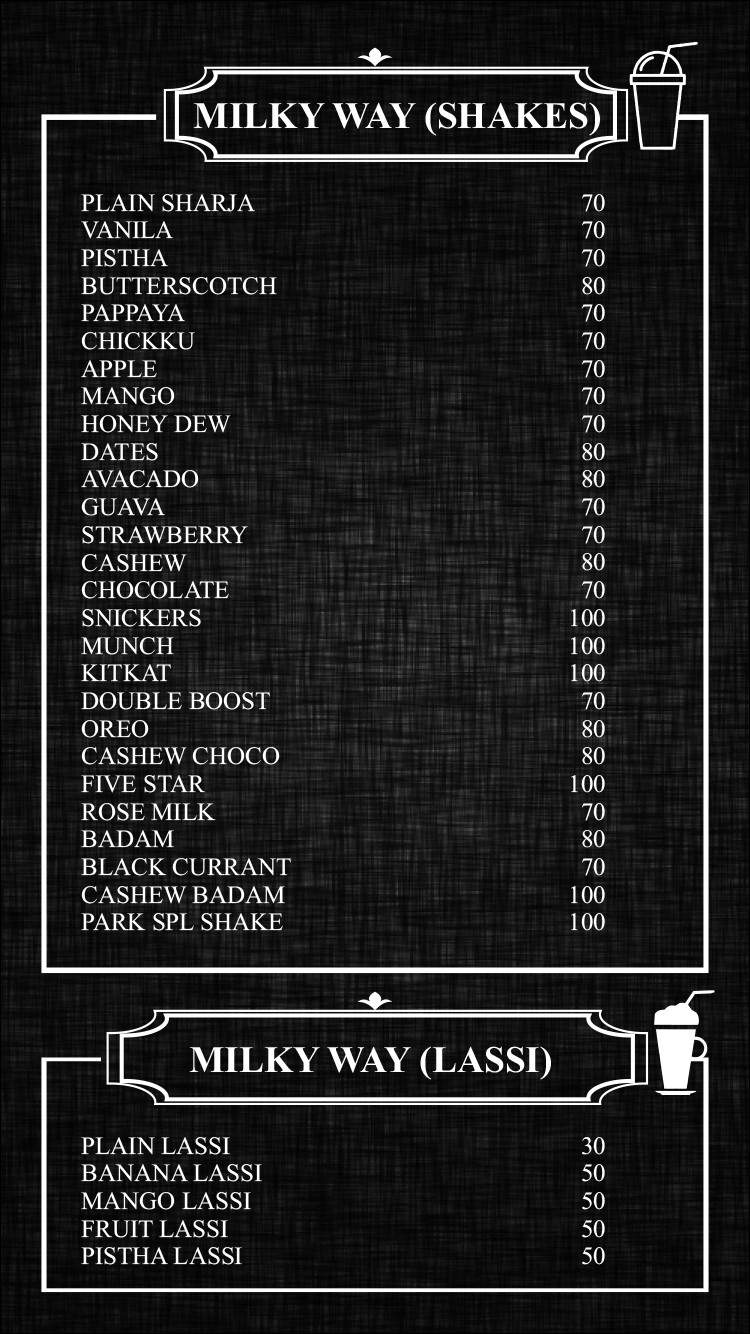 MILKY WAY (SHAKES)
PLAIN SHARJA 70
VANILA 70
PISTHA 70
BUTTERSCOTCH 80
PAPPAYA 70
CHICKKU 70
APPLE 70
MANGO 70
HONEY DEW 70
DATES 80
AVACADO 80
GUAVA 70
STRAWBERRY 70
CASHEW 80
CHOCOLATE 70
SNICKERS 100
MUNCH 100
KITKAT 100
DOUBLE BOOST 70
OREO 80
CASHEW CHOCO 80
FIVE STAR 100
ROSE MILK 70
BADAM 80
BLACK CURRANT 70
CASHEW BADAM 100
PARK SPL SHAKE 100
MILKY WAY (LASSI)
PLAIN LASSI 30
BANANA LASSI 50
MANGO LASSI 50
FRUIT LASSI 50
PISTHA LASSI 50